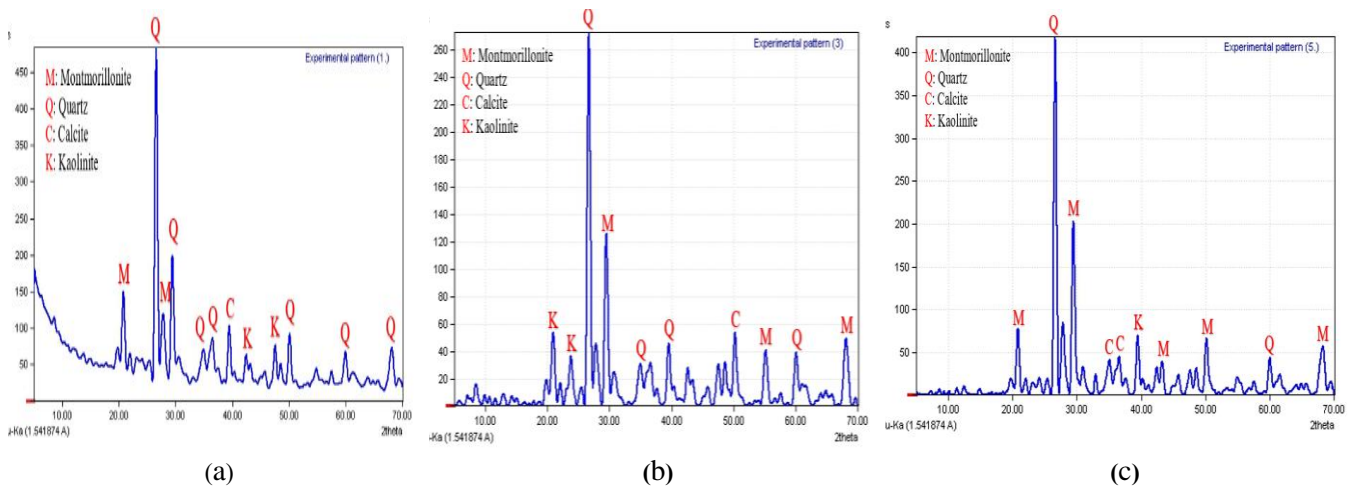 Q
Experimental pattern (1.)
M: Montmorillonite
Q: Quartz
C: Calcite
K: Kaolinite
450
400
350
300
250
200
150
100
50
M
M
Q
Q
Q
C
K
K
Q
Q
Q
10.00 20.00 30.00 40.00 50.00 60.00 70.00
u-Ka (1.541874 A) 2theta
(a)
Q
Experimental pattern (3)
M: Montmorillonite
Q: Quartz
C: Calcite
K: Kaolinite
260
240
220
200
180
160
140
120
100
80
60
40
20
K
K
M
Q
Q
C
M
Q
M
10.00 20.00 30.00 40.00 50.00 60.00 70.00
-Ka (1.541874 A) 2theta
(b)
Q
Experimental pattern (5.)
M: Montmorillonite
Q: Quartz
C: Calcite
K: Kaolinite
400
350
300
250
200
150
100
50
M
M
C
C
K
M
M
Q
M
10.00 20.00 30.00 40.00 50.00 60.00 70.00
u-Ka (1.541874 A) 2theta
(c)